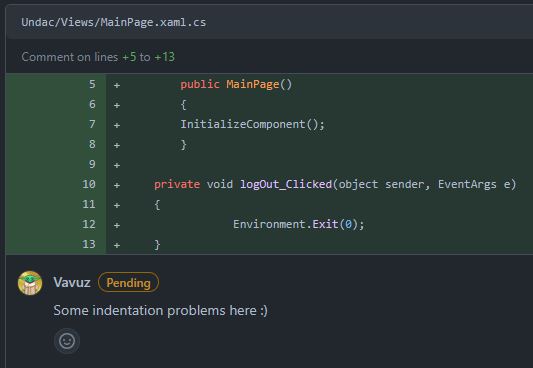 Undac/Views/MainPage.xaml.cs
Comment on lines +5 to +13
5 + public MainPage()
6 + {
7 + InitializeComponent();
8 + }
9 +
10 + private void logOut_Clicked(object sender, EventArgs e)
11 + {
12 + Environment.Exit(0);
13 + }
Vavuz Pending
Some indentation problems here :)